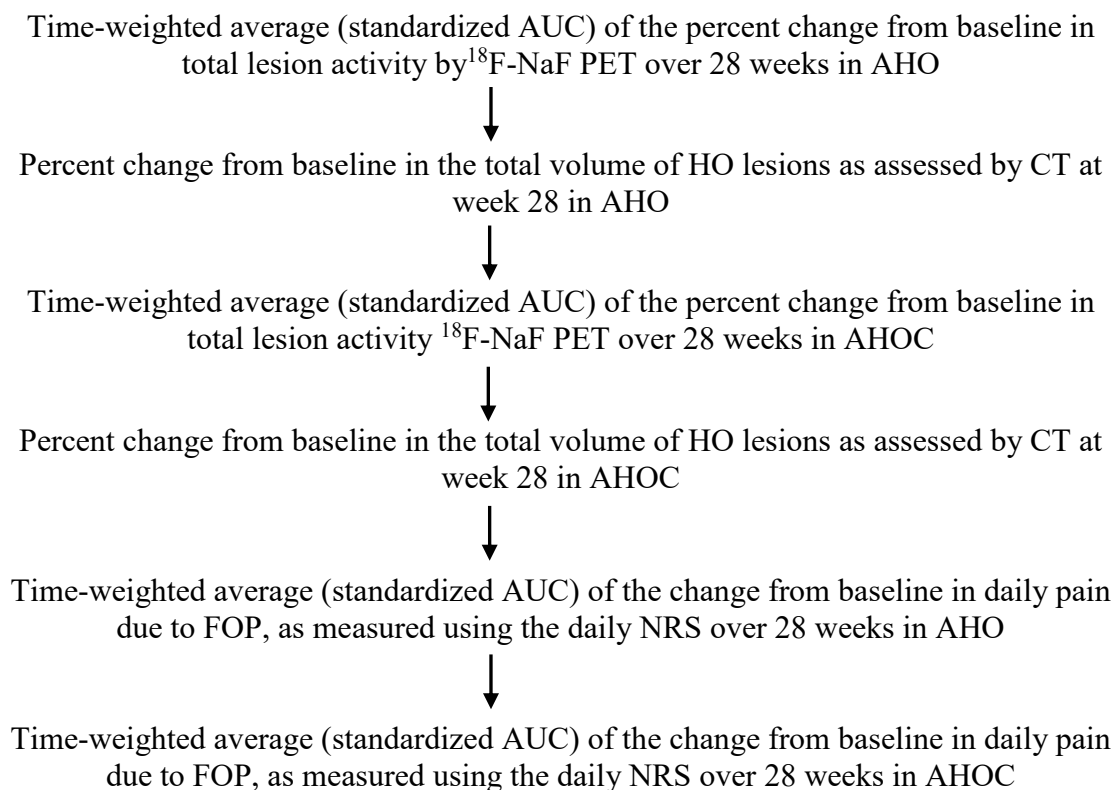 Time-weighted average (standardized AUC) of the percent change from baseline in
total lesion activity by¹⁸F-NaF PET over 28 weeks in AHO
Percent change from baseline in the total volume of HO lesions as assessed by CT at
week 28 in AHO
Time-weighted average (standardized AUC) of the percent change from baseline in
total lesion activity ¹⁸F-NaF PET over 28 weeks in AHOC
Percent change from baseline in the total volume of HO lesions as assessed by CT at
week 28 in AHOC
Time-weighted average (standardized AUC) of the change from baseline in daily pain
due to FOP, as measured using the daily NRS over 28 weeks in AHO
Time-weighted average (standardized AUC) of the change from baseline in daily pain
due to FOP, as measured using the daily NRS over 28 weeks in AHOC